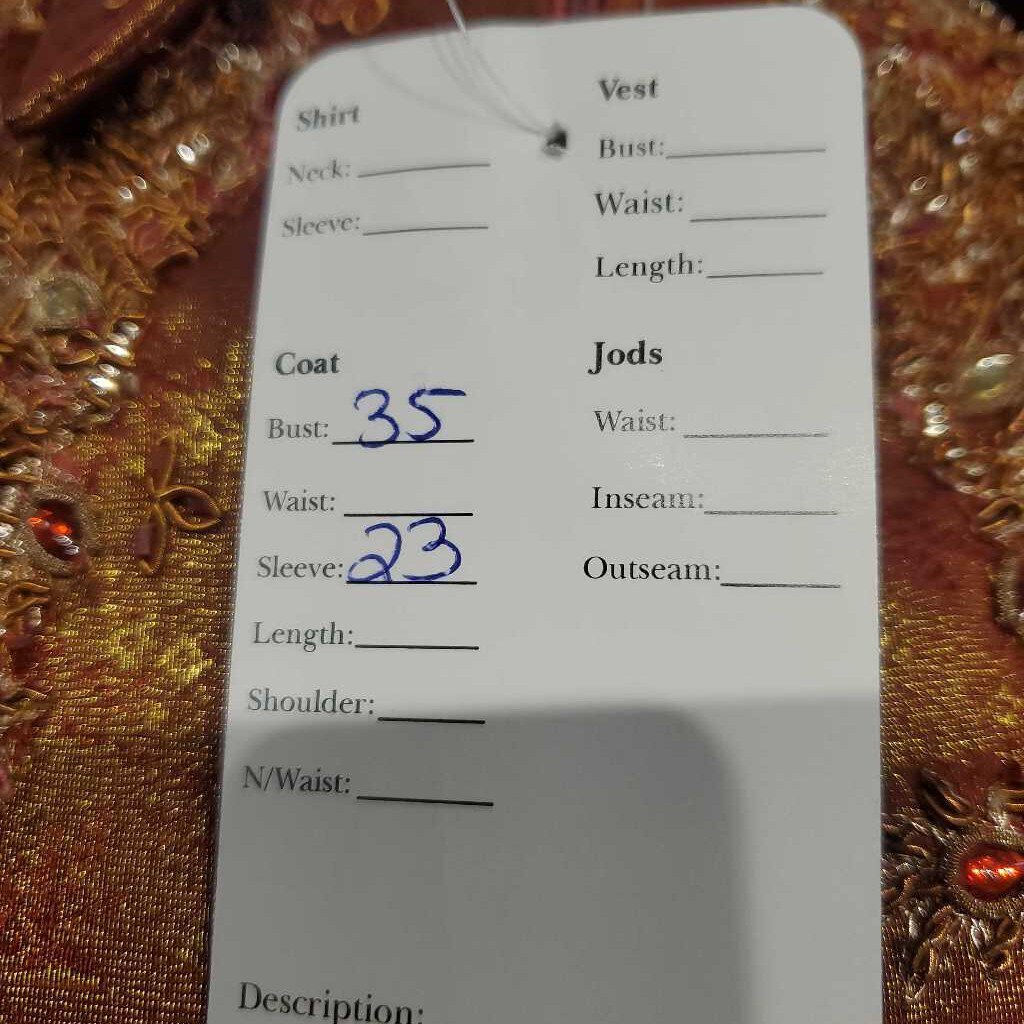 Shirt
Neck:
Sleeve:
Coat
Bust: 35
Waist:
Sleeve: 23
Length:
Shoulder:
N/Waist:
Description:
Vest
Bust:
Waist:
Length:
Jods
Waist:
Inseam:
Outseam: